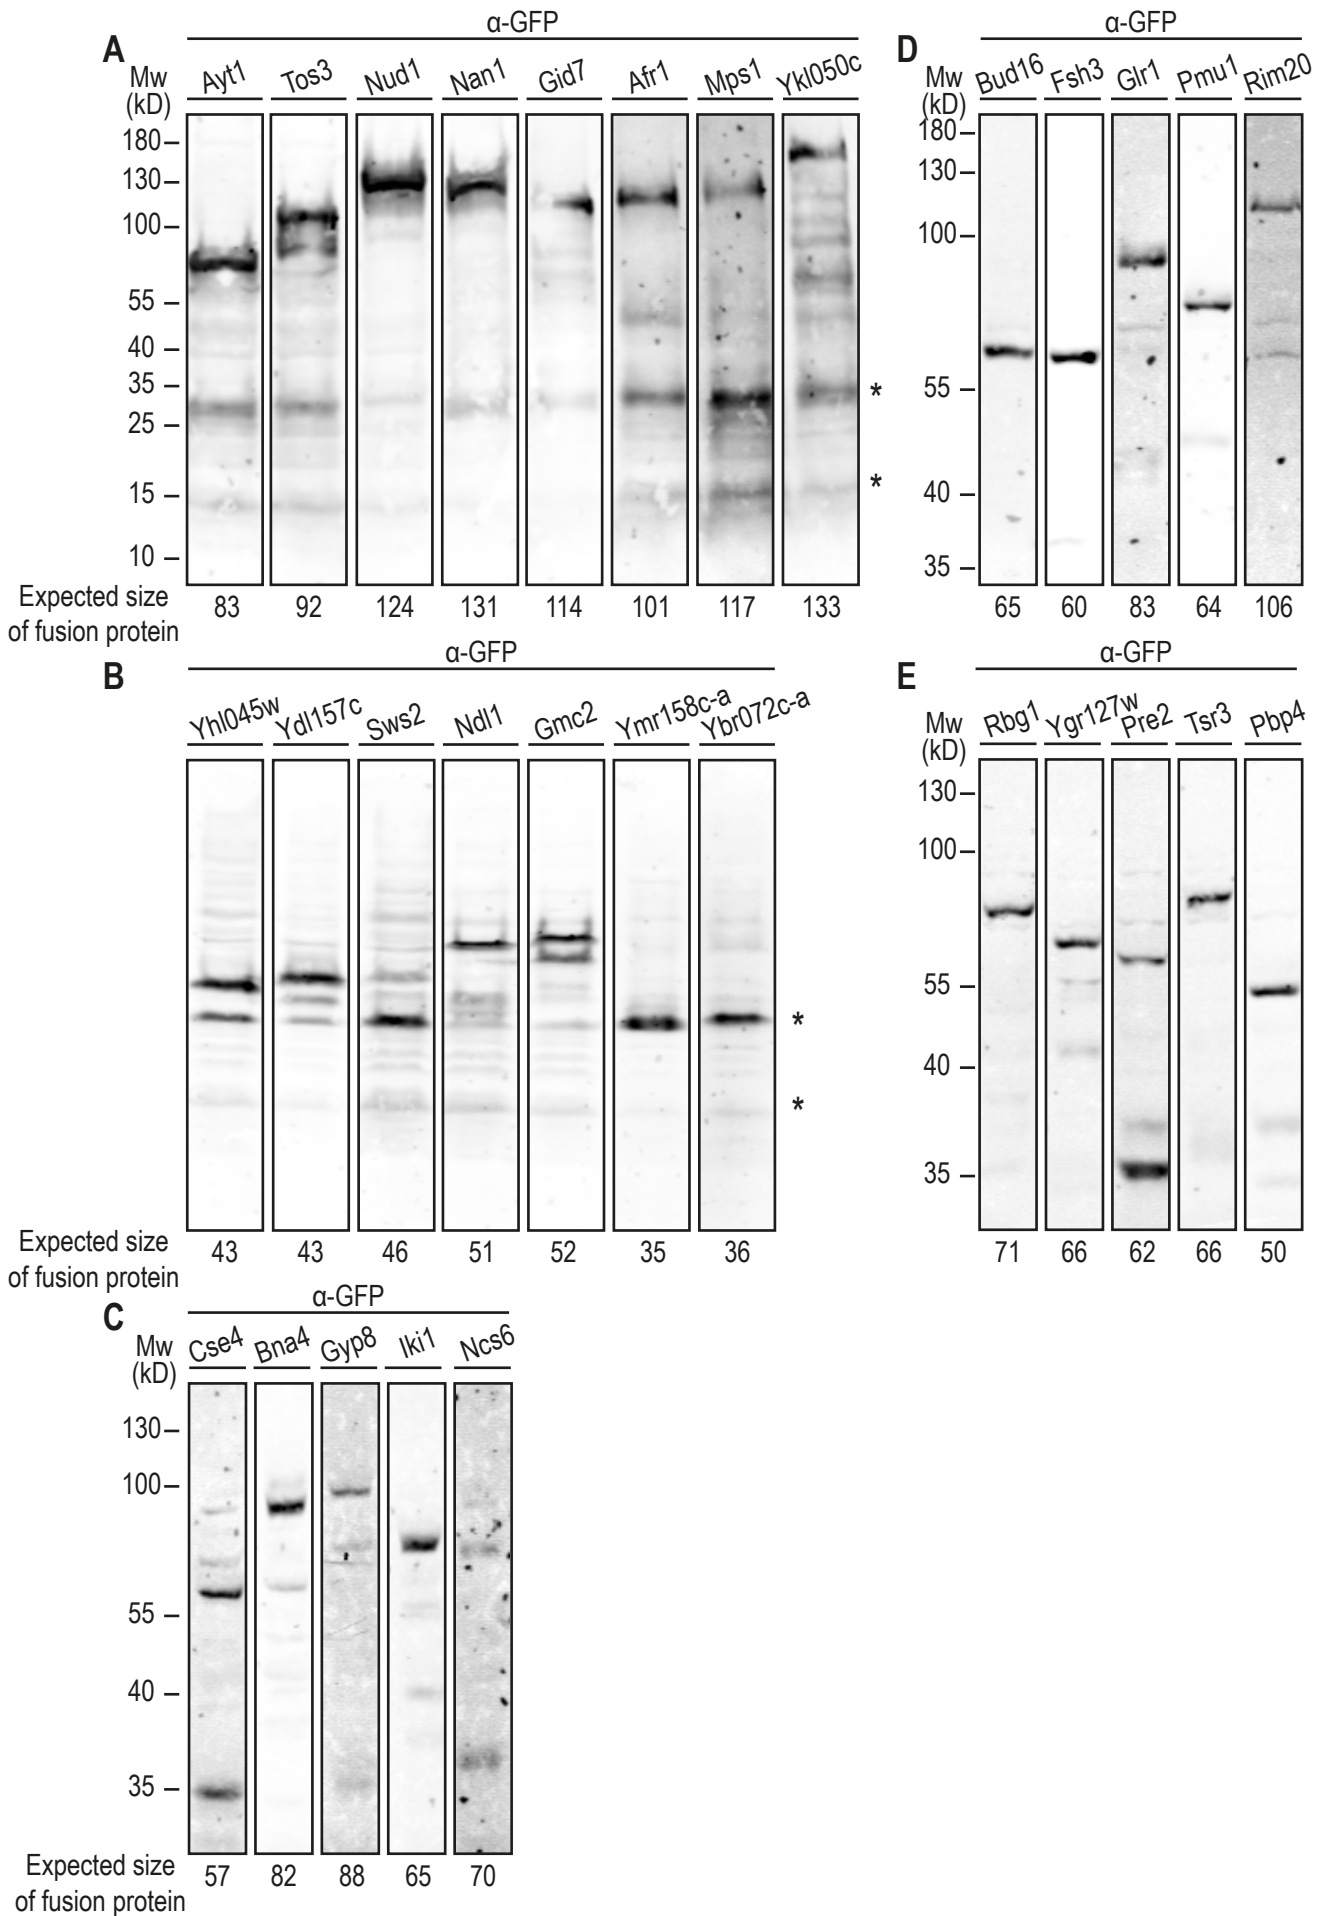 α-GFP
A
Mw
(kD)
Ayt1 Tos3 Nud1 Nan1 Gid7 Afr1 Mps1 Ykl050c
180
130
100
55
40
35
25
15
10
*
*
Expected size
of fusion protein
83 92 124 131 114 101 117 133
α-GFP
B
Yhl045w Ydl157c Sws2 Ndl1 Gmc2 Ymr158c-a Ybr072c-a
*
*
Expected size
of fusion protein
43 43 46 51 52 35 36
α-GFP
C
Mw
(kD)
Cse4 Bna4 Gyp8 Iki1 Ncs6
130
100
55
40
35
Expected size
of fusion protein
57 82 88 65 70
α-GFP
D
Mw
(kD)
Bud16 Fsh3 Glr1 Pmu1 Rim20
180
130
100
55
40
35
65 60 83 64 106
α-GFP
E
Mw
(kD)
Rbg1 Ygr127w Pre2 Tsr3 Pbp4
130
100
55
40
35
71 66 62 66 50